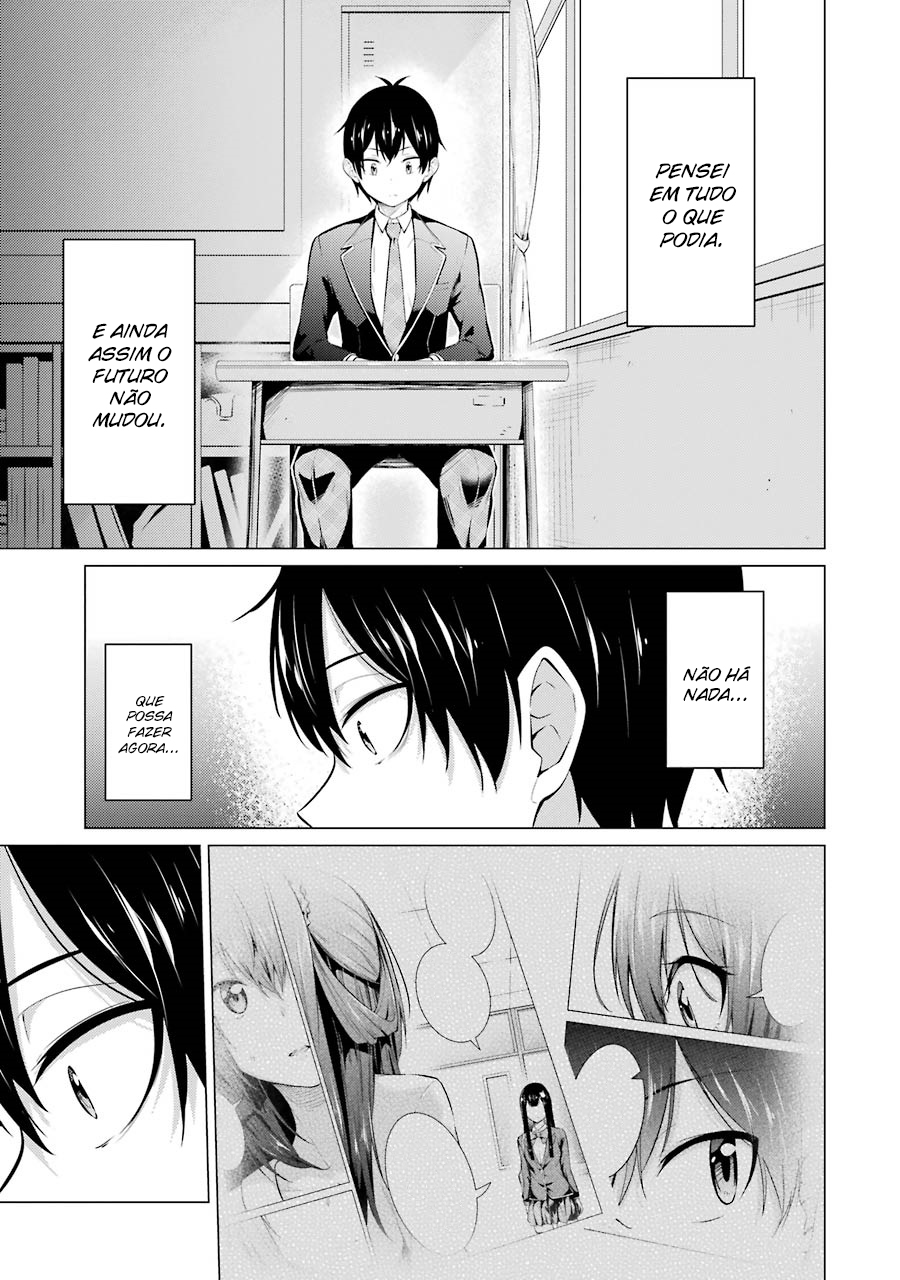 PENSEI
EM TUDO
O QUE
PODIA.
E AINDA
ASSIM O
FUTURO
NÃO
MUDOU.
NÃO HÁ
NADA...
QUE
POSSA
FAZER
AGORA...